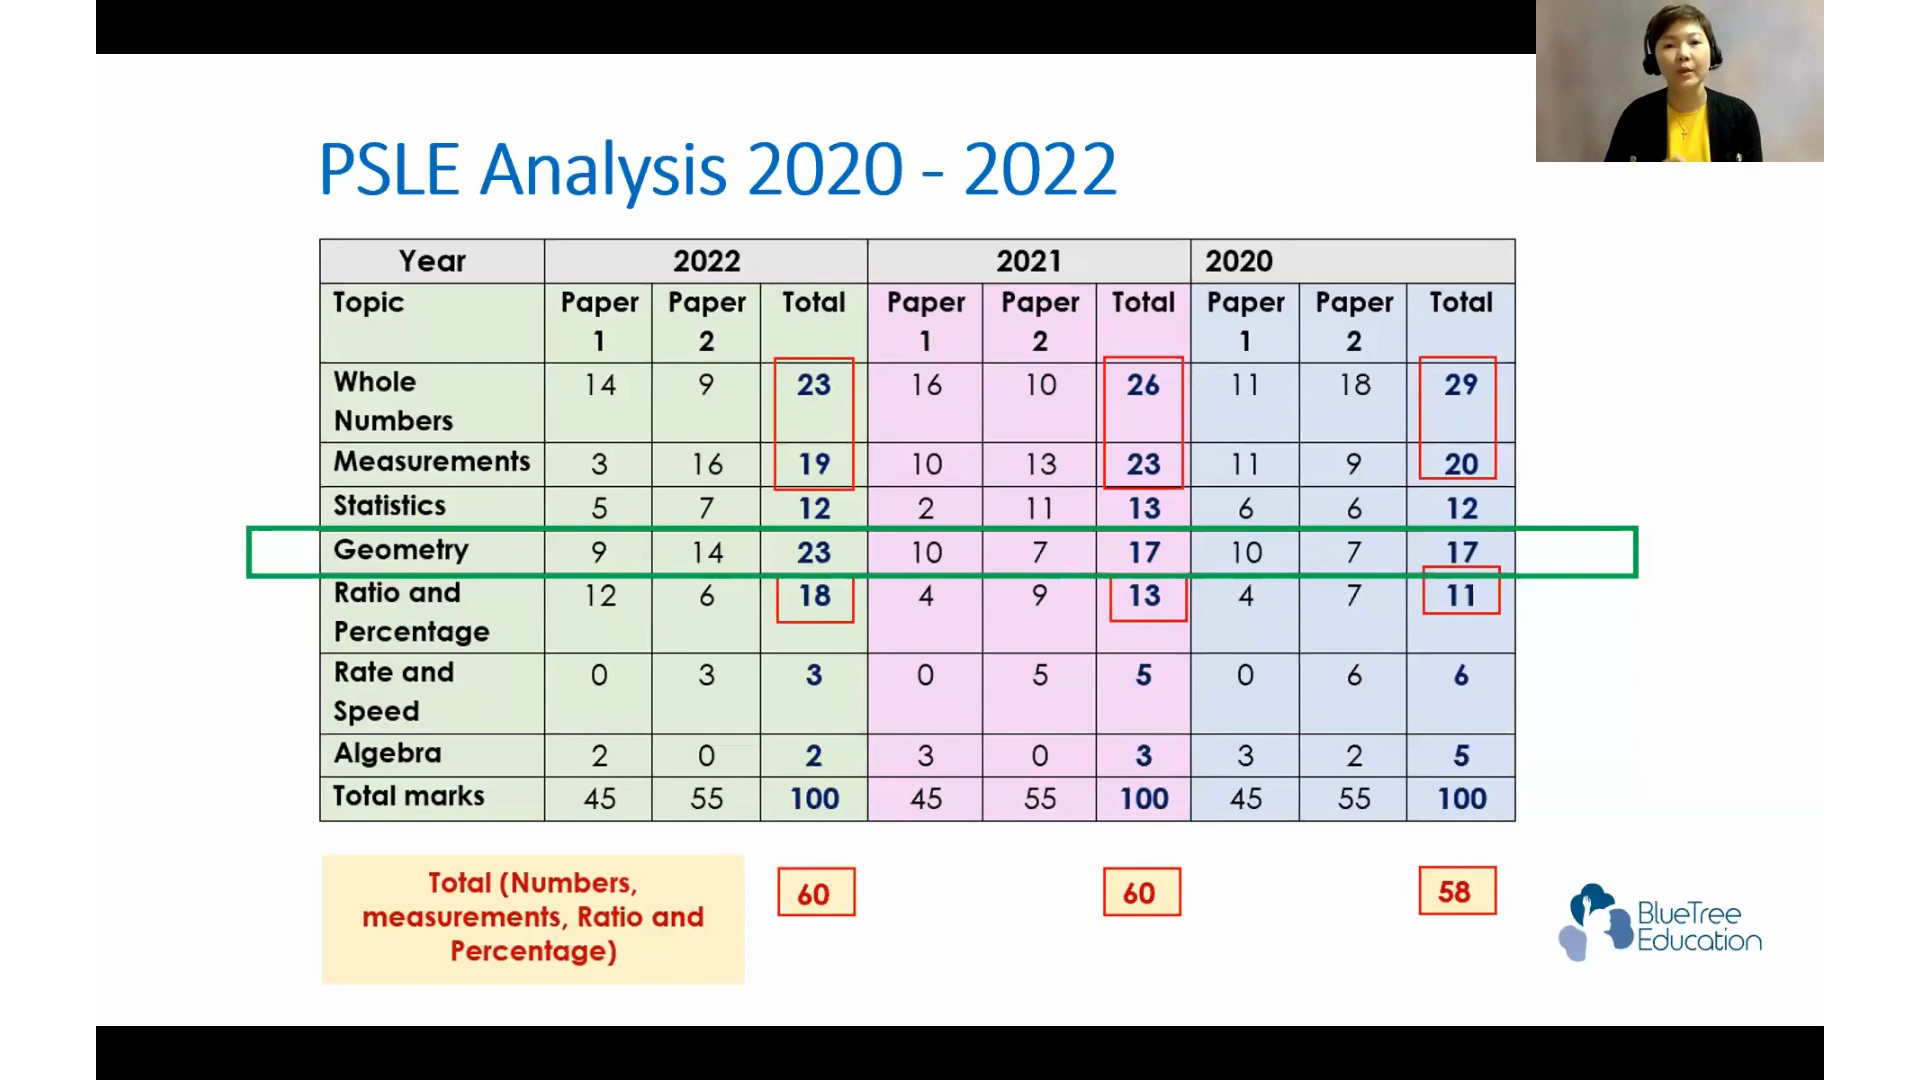 PSLE Analysis 2020 - 2022
Year 2022 2021 2020
Topic Paper 1 Paper 2 Total Paper 1 Paper 2 Total Paper 1 Paper 2 Total
Whole Numbers 14 9 23 16 10 26 11 18 29
Measurements 3 16 19 10 13 23 11 9 20
Statistics 5 7 12 2 11 13 6 6 12
Geometry 9 14 23 10 7 17 10 7 17
Ratio and Percentage 12 6 18 4 9 13 4 7 11
Rate and Speed 0 3 3 0 5 5 0 6 6
Algebra 2 0 2 3 0 3 3 2 5
Total marks 45 55 100 45 55 100 45 55 100
Total (Numbers,
measurements, Ratio and
Percentage)
60 60 58
BlueTree
Education